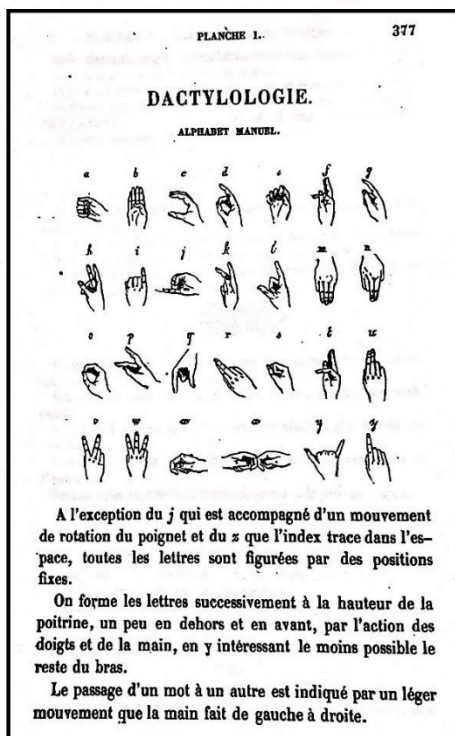 PLANCHE 1.
377
DACTYLOLOGIE.
ALPHABET MANUEL.
a b c d e f g
h i j k l m n
o p q r s t u
v w x œ y z
A l'exception du j qui est accompagné d'un mouvement
de rotation du poignet et du z que l'index trace dans l'es-
pace, toutes les lettres sont figurées par des positions
fixes.
On forme les lettres successivement à la hauteur de la
poitrine, un peu en dehors et en avant, par l'action des
doigts et de la main, en y intéressant le moins possible le
reste du bras.
Le passage d'un mot à un autre est indiqué par un léger
mouvement que la main fait de gauche à droite.